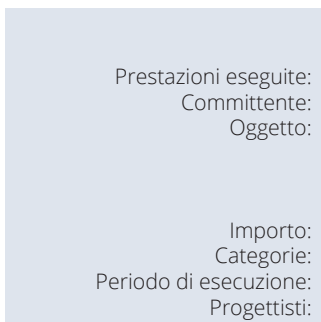 Prestazioni eseguite:
Committente:
Oggetto:
Importo:
Categorie:
Periodo di esecuzione:
Progettisti: